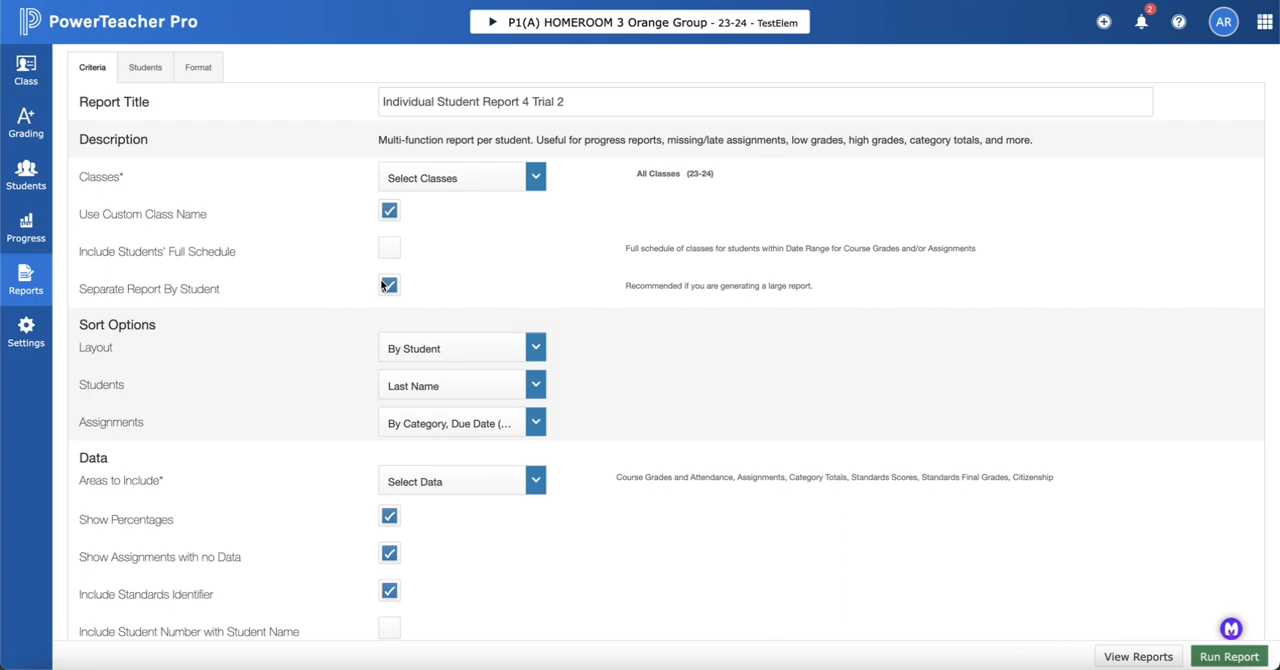 PowerTeacher Pro
P1(A) HOMEROOM 3 Orange Group - 23-24 - TestElem
2
AR
Class
Grading
Students
Progress
Reports
Settings
Criteria Students Format
Report Title Individual Student Report 4 Trial 2
Description Multi-function report per student. Useful for progress reports, missing/late assignments, low grades, high grades, category totals, and more.
Classes* Select Classes All Classes (23-24)
Use Custom Class Name
Include Students' Full Schedule Full schedule of classes for students within Date Range for Course Grades and/or Assignments
Separate Report By Student Recommended if you are generating a large report.
Sort Options
Layout By Student
Students Last Name
Assignments By Category, Due Date (...
Data
Areas to Include* Select Data Course Grades and Attendance, Assignments, Category Totals, Standards Scores, Standards Final Grades, Citizenship
Show Percentages
Show Assignments with no Data
Include Standards Identifier
Include Student Number with Student Name
View Reports Run Report